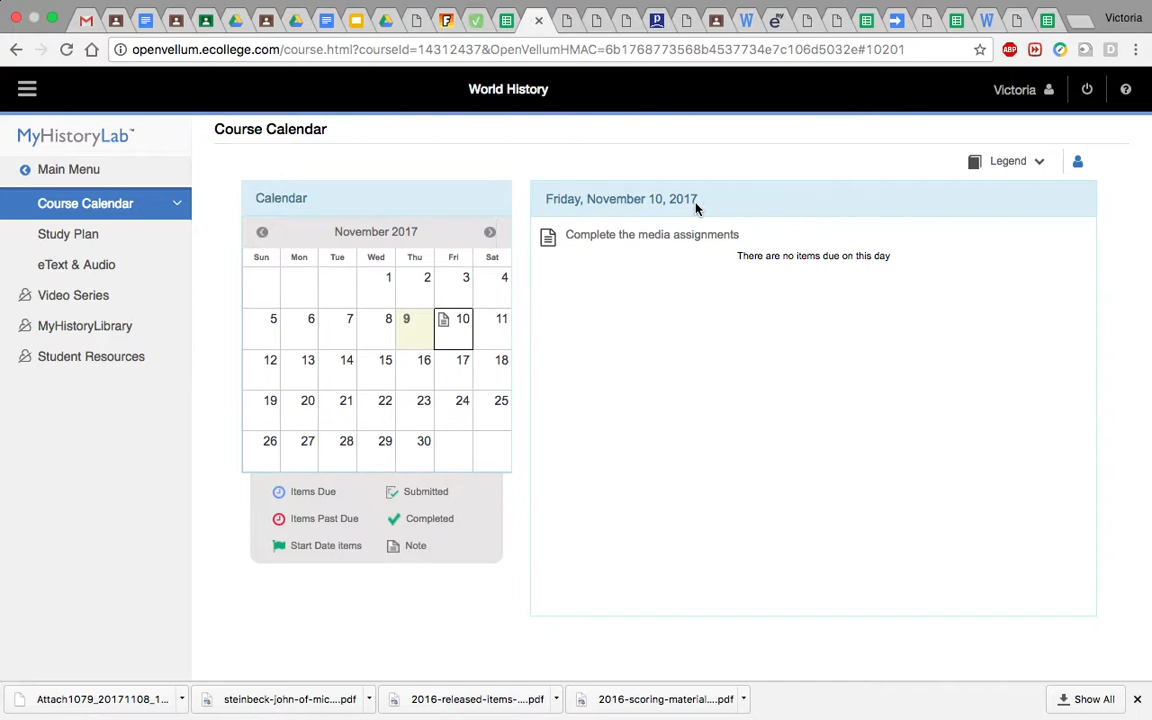 Victoria
openvellum.ecollege.com/course.html?courseId=14312437&OpenVellumHMAC=6b1768773568b4537734e7c106d5032e#10201
World History
Victoria
MyHistoryLab™
Main Menu
Course Calendar
Study Plan
eText & Audio
Video Series
MyHistoryLibrary
Student Resources
Course Calendar
Legend
Calendar
November 2017
Sun Mon Tue Wed Thu Fri Sat
1 2 3 4
5 6 7 8 9 10 11
12 13 14 15 16 17 18
19 20 21 22 23 24 25
26 27 28 29 30
Items Due Submitted
Items Past Due Completed
Start Date items Note
Friday, November 10, 2017
Complete the media assignments
There are no items due on this day
Attach1079_20171108_1... steinbeck-john-of-mic....pdf 2016-released-items-....pdf 2016-scoring-material....pdf Show All